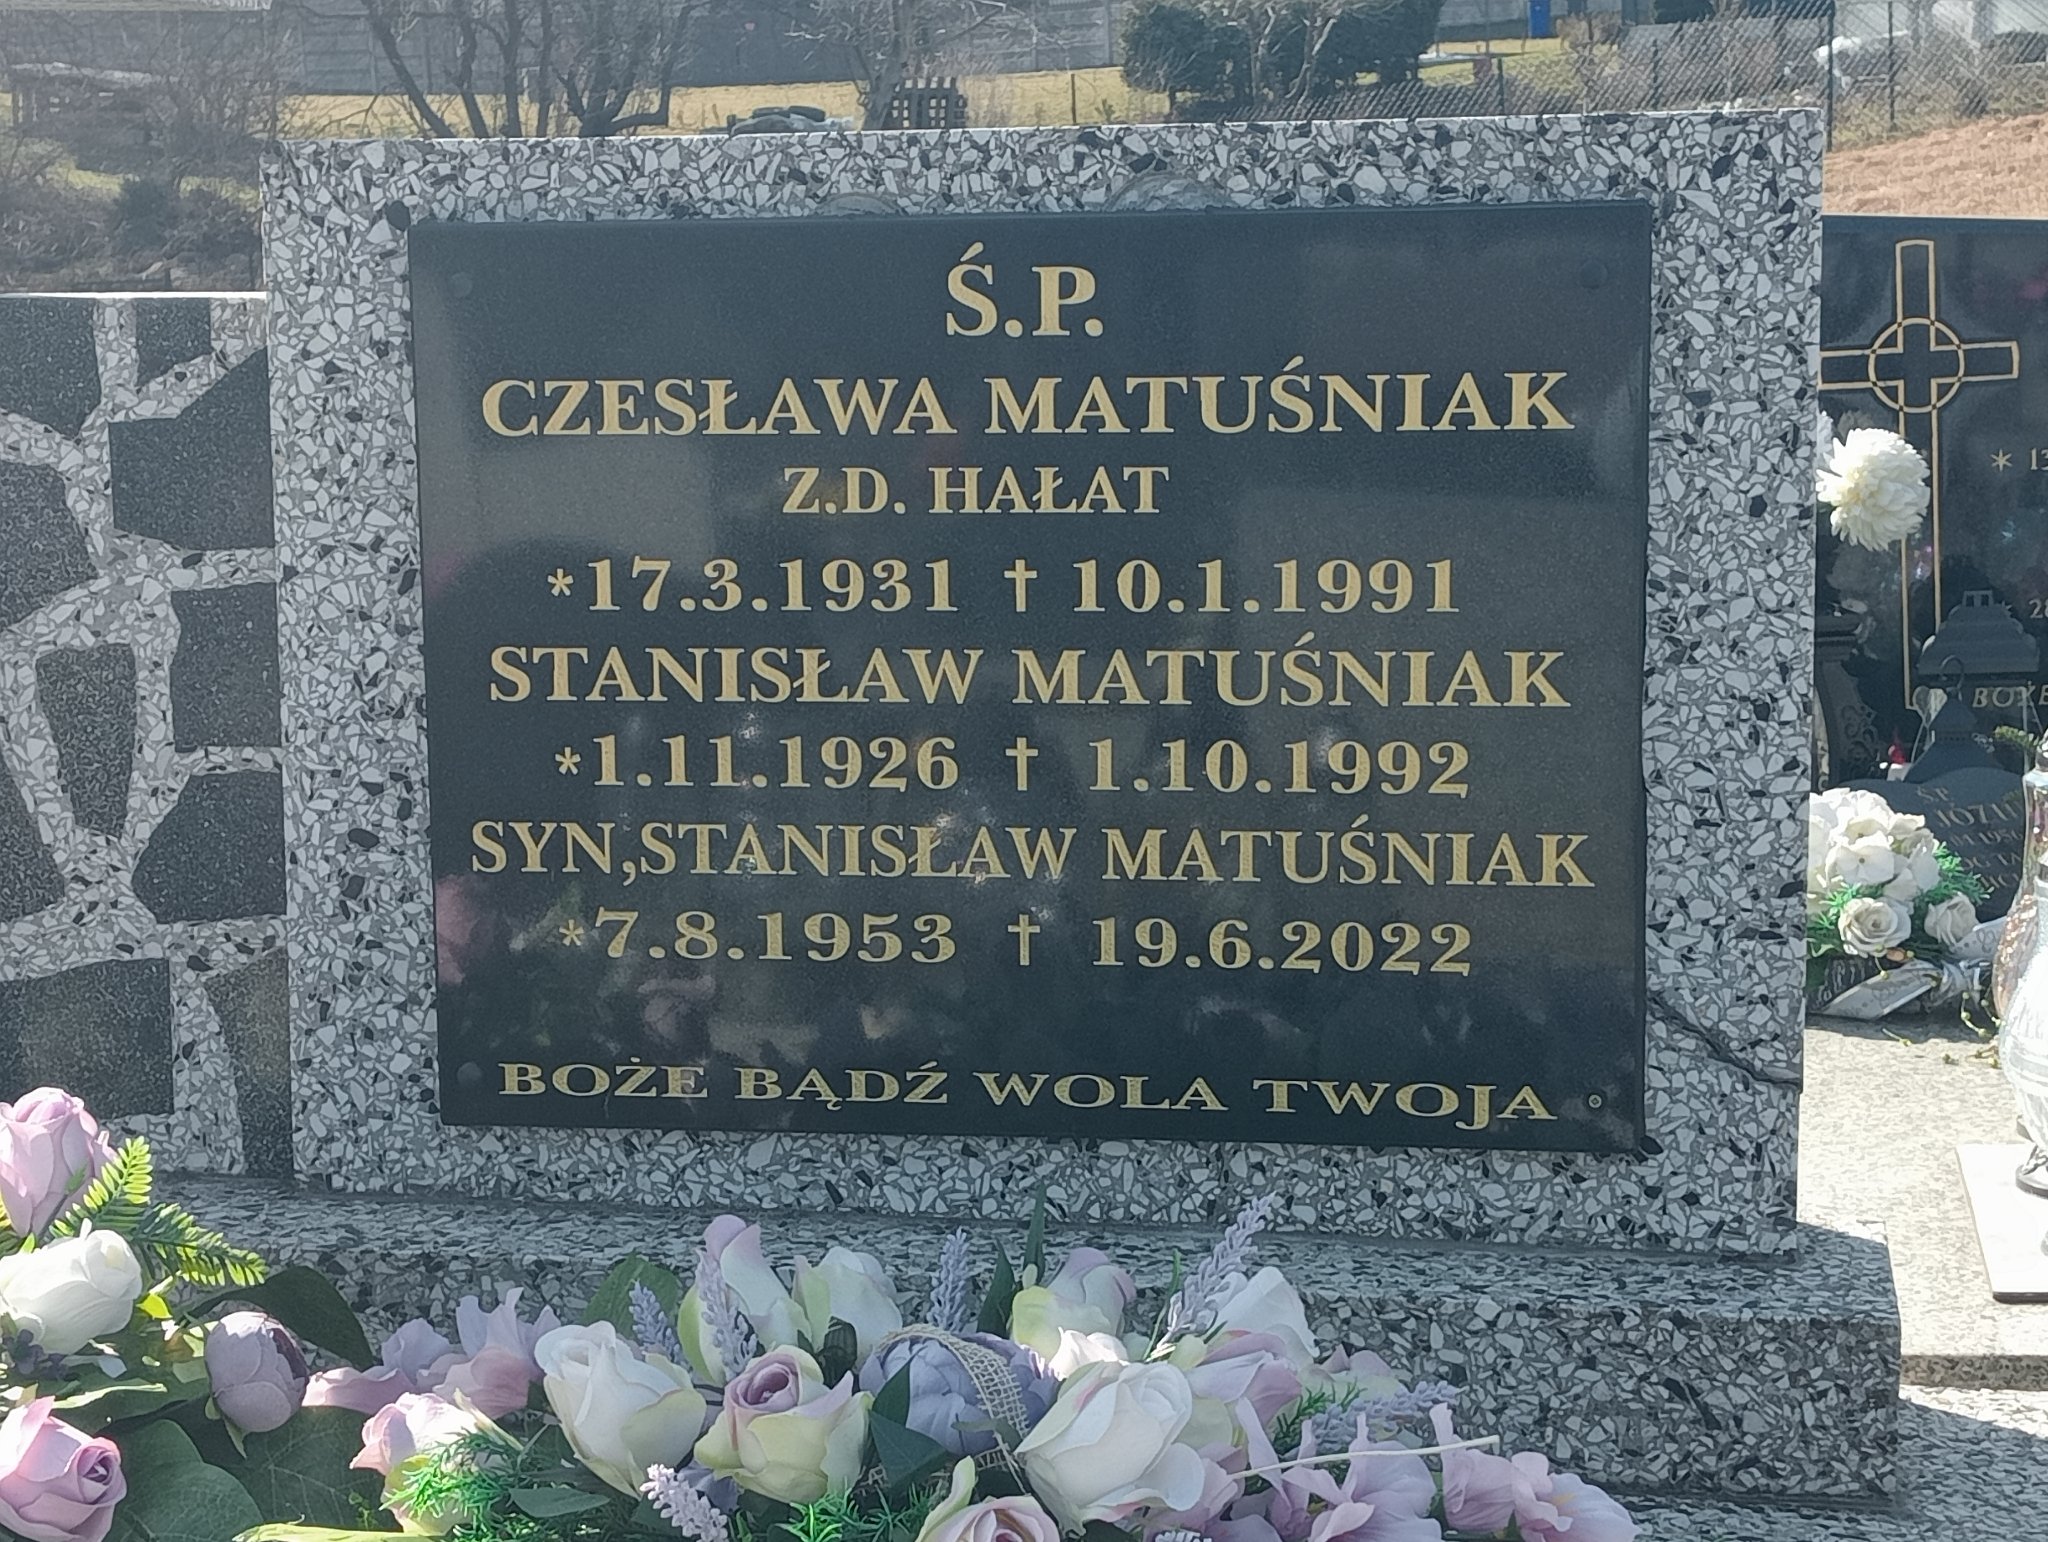 Ś.P.
CZESŁAWA MATUŚNIAK
Z.D. HAŁAT
*17.3.1931 † 10.1.1991
STANISŁAW MATUŚNIAK
*1.11.1926 † 1.10.1992
SYN,STANISŁAW MATUŚNIAK
*7.8.1953 † 19.6.2022
BOŻE BĄDŹ WOLA TWOJA
Ś.P.